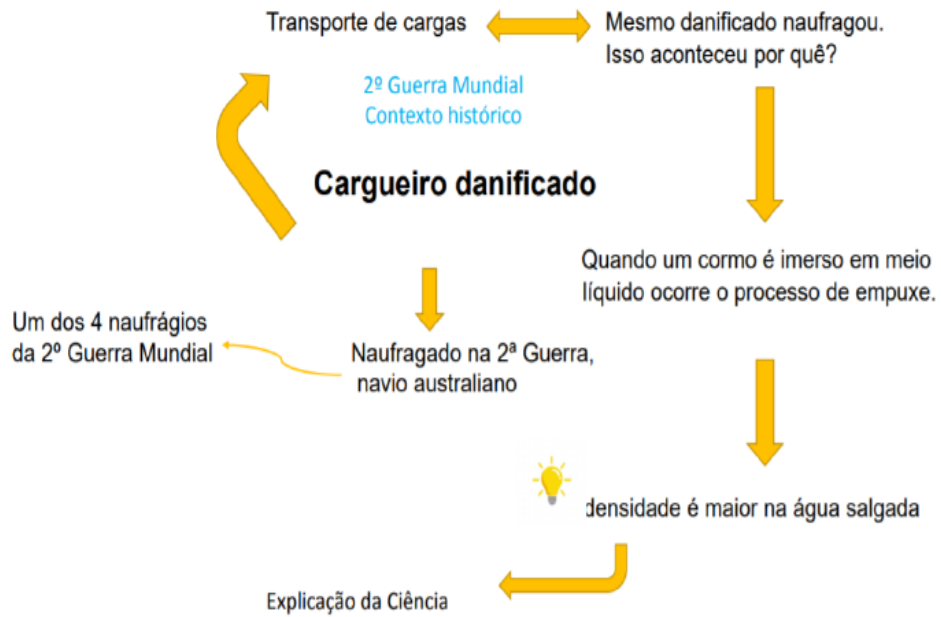 Transporte de cargas
Mesmo danificado naufragou.
Isso aconteceu por quê?
2º Guerra Mundial
Contexto histórico
Cargueiro danificado
Quando um cormo é imerso em meio
líquido ocorre o processo de empuxe.
Um dos 4 naufrágios
da 2º Guerra Mundial
Naufragado na 2ª Guerra,
navio australiano
densidade é maior na água salgada
Explicação da Ciência